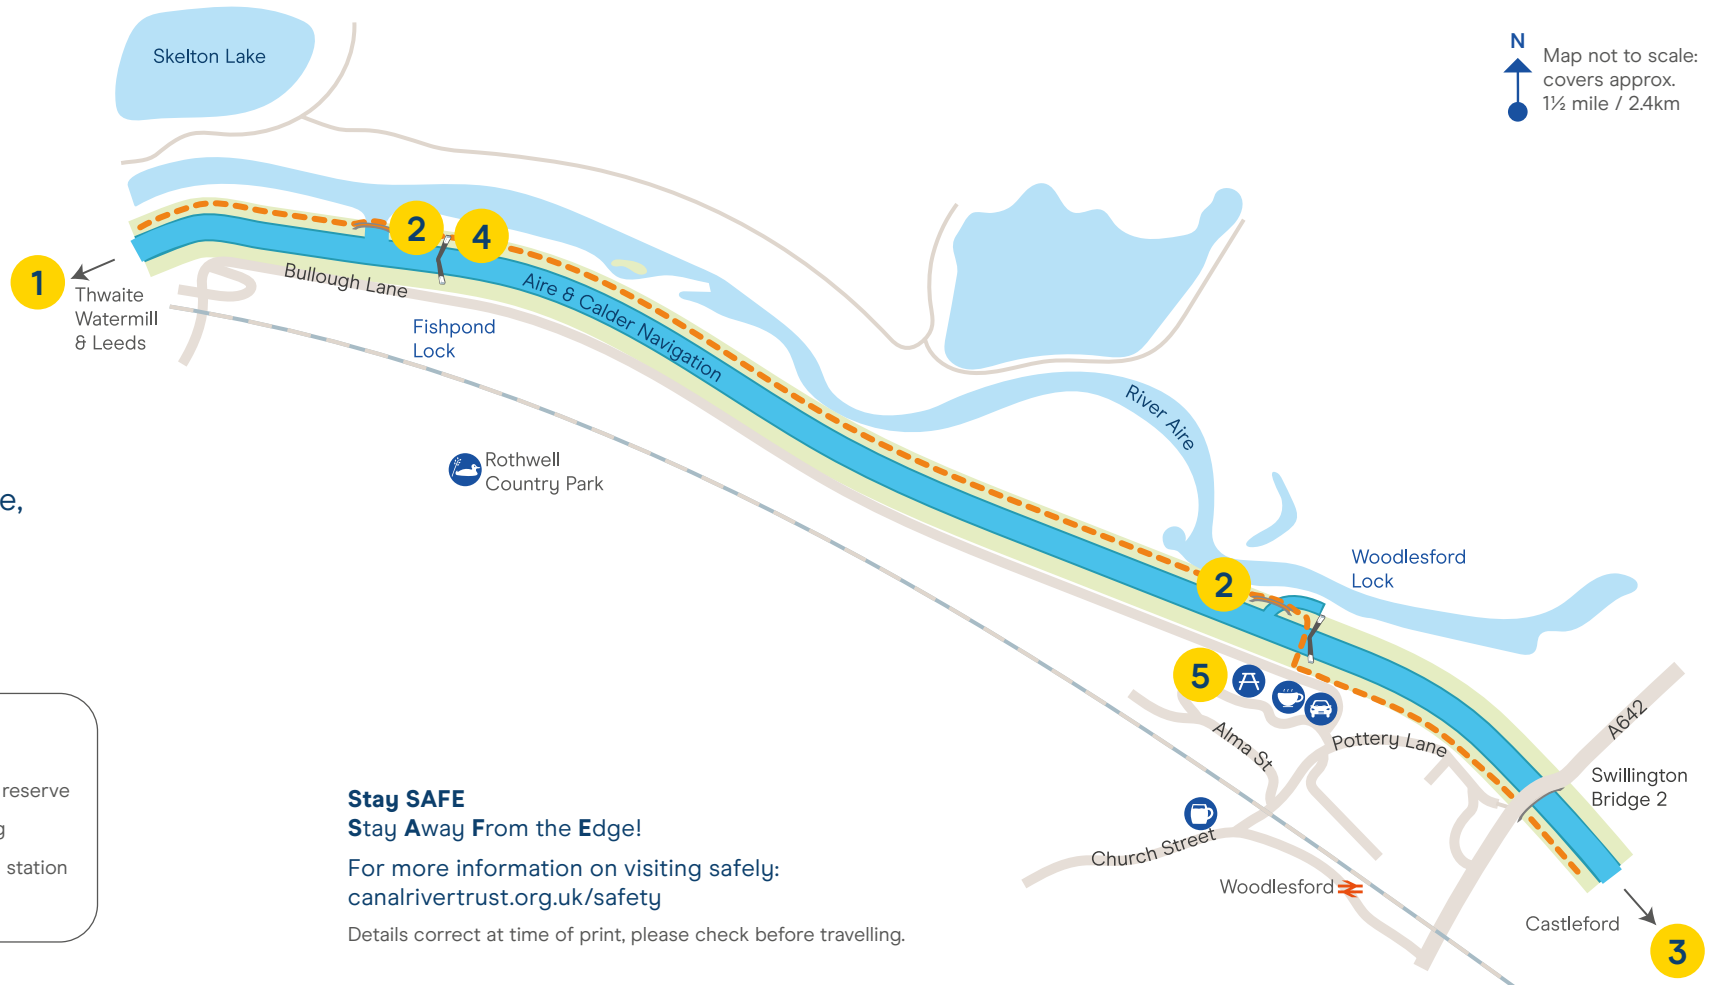 Skelton Lake
N
Map not to scale:
covers approx.
1½ mile / 2.4km
2
4
1
Thwaite
Watermill
& Leeds
Bullough Lane
Fishpond
Lock
Aire & Calder Navigation
River Aire
Rothwell
Country Park
e,
2
Woodlesford
Lock
5
Alma St
Pottery Lane
A642
Swillington
Bridge 2
Church Street
Woodlesford
Castleford
3
reserve
g
station
Stay SAFE
Stay Away From the Edge!
For more information on visiting safely:
canalrivertrust.org.uk/safety
Details correct at time of print, please check before travelling.